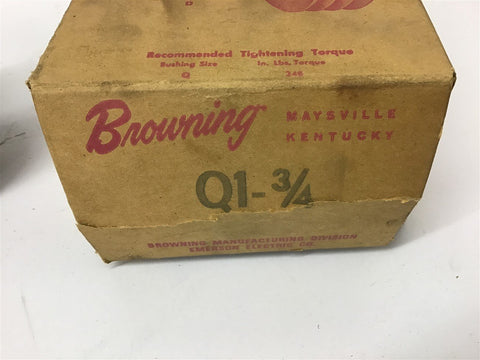 D
Recommended Tightening Torque
Bushing Size In. Lbs. Torque
Q 348
Browning MAYSVILLE
KENTUCKY
Q1-¾
BROWNING MANUFACTURING DIVISION
EMERSON ELECTRIC CO.